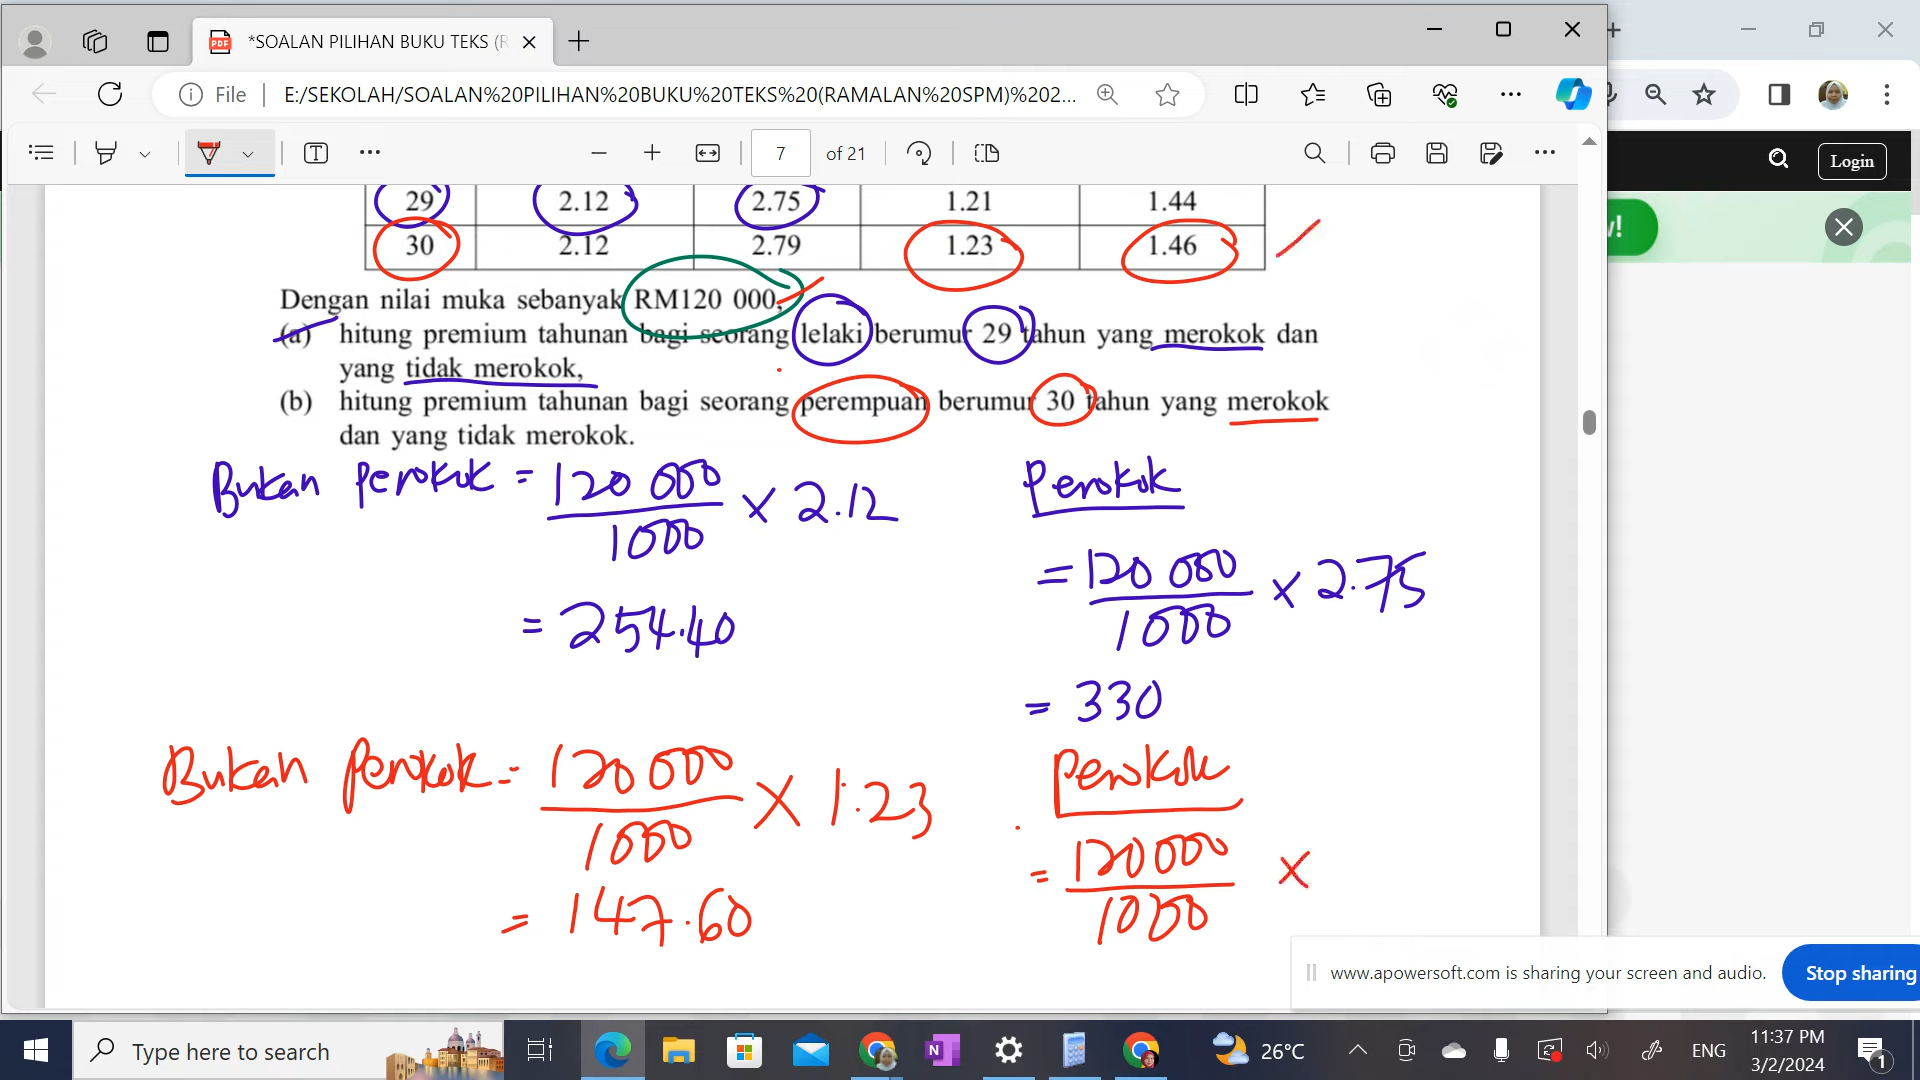 *SOALAN PILIHAN BUKU TEKS (R
File
E:/SEKOLAH/SOALAN%20PILIHAN%20BUKU%20TEKS%20(RAMALAN%20SPM)%202...
7 of 21
Login
w!
29 2.12 2.75 1.21 1.44
30 2.12 2.79 1.23 1.46
Dengan nilai muka sebanyak RM120 000,
(a) hitung premium tahunan bagi seorang lelaki berumur 29 tahun yang merokok dan
yang tidak merokok,
(b) hitung premium tahunan bagi seorang perempuan berumur 30 tahun yang merokok
dan yang tidak merokok.
Bukan Perokok = 120 000 / 1000 × 2.12
= 254.40
Perokok
= 120 000 / 1000 × 2.75
= 330
Bukan Perokok = 120 000 / 1000 × 1.23
= 147.60
Perokok
= 120 000 / 1000 ×
www.apowersoft.com is sharing your screen and audio.
Stop sharing
Type here to search
26°C
ENG
11:37 PM
3/2/2024
1